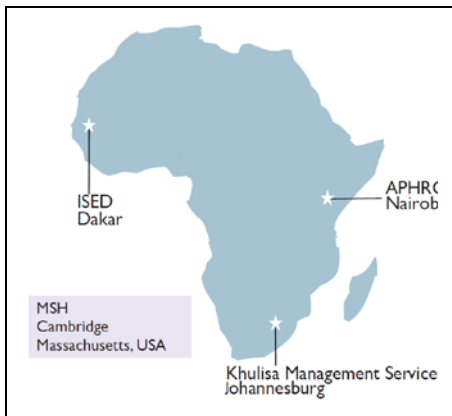 ISED
Dakar
APHRC
Nairob
MSH
Cambridge
Massachusetts, USA
Khulisa Management Service
Johannesburg